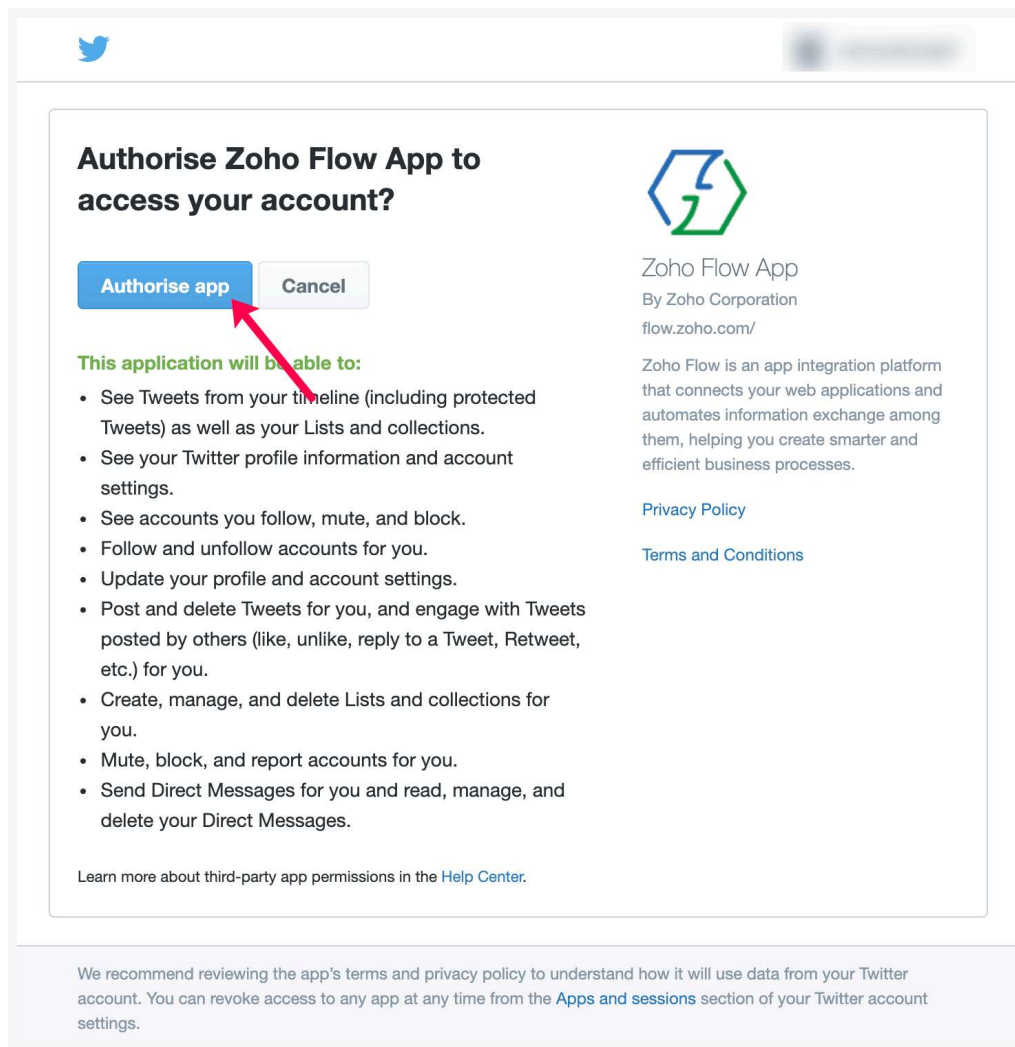 Authorise Zoho Flow App to
access your account?
Authorise app
Cancel
This application will be able to:
• See Tweets from your timeline (including protected
Tweets) as well as your Lists and collections.
• See your Twitter profile information and account
settings.
• See accounts you follow, mute, and block.
• Follow and unfollow accounts for you.
• Update your profile and account settings.
• Post and delete Tweets for you, and engage with Tweets
posted by others (like, unlike, reply to a Tweet, Retweet,
etc.) for you.
• Create, manage, and delete Lists and collections for
you.
• Mute, block, and report accounts for you.
• Send Direct Messages for you and read, manage, and
delete your Direct Messages.
Learn more about third-party app permissions in the Help Center.
Zoho Flow App
By Zoho Corporation
flow.zoho.com/
Zoho Flow is an app integration platform
that connects your web applications and
automates information exchange among
them, helping you create smarter and
efficient business processes.
Privacy Policy
Terms and Conditions
We recommend reviewing the app's terms and privacy policy to understand how it will use data from your Twitter
account. You can revoke access to any app at any time from the Apps and sessions section of your Twitter account
settings.